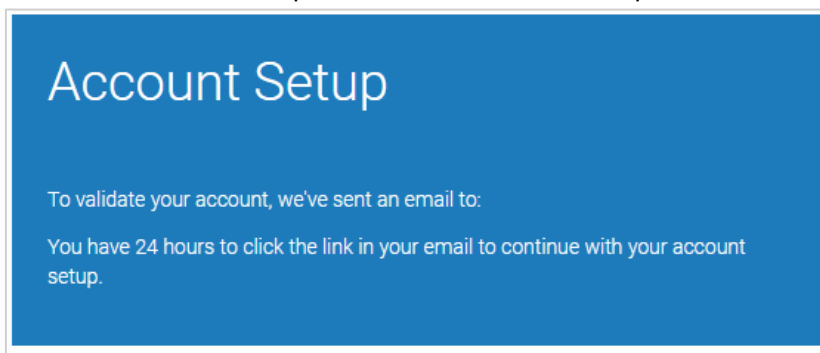 Account Setup
To validate your account, we've sent an email to:
You have 24 hours to click the link in your email to continue with your account
setup.